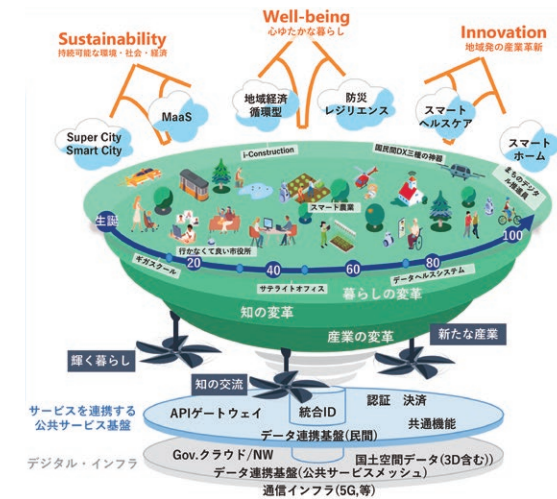 Sustainability
持続可能な環境・社会・経済
Well-being
心ゆたかな暮らし
Innovation
地域発の産業革新
Super City
Smart City
MaaS
地域経済
循環型
防災
レジリエンス
スマート
ヘルスケア
スマート
ホーム
i-Construction
国民間DX三種の神器
まちのデジタル推進員
スマート農業
生誕
行かなくて良い市役所
ギガスクール
20
サテライトオフィス
40
60
データヘルスシステム
80
100
暮らしの変革
知の変革
産業の変革
輝く暮らし
知の交流
新たな産業
サービスを連携する
公共サービス基盤
APIゲートウェイ
統合ID
認証 決済
共通機能
データ連携基盤(民間)
デジタル・インフラ
Gov.クラウド/NW
国土空間データ(3D含む))
データ連携基盤(公共サービスメッシュ)
通信インフラ(5G,等)